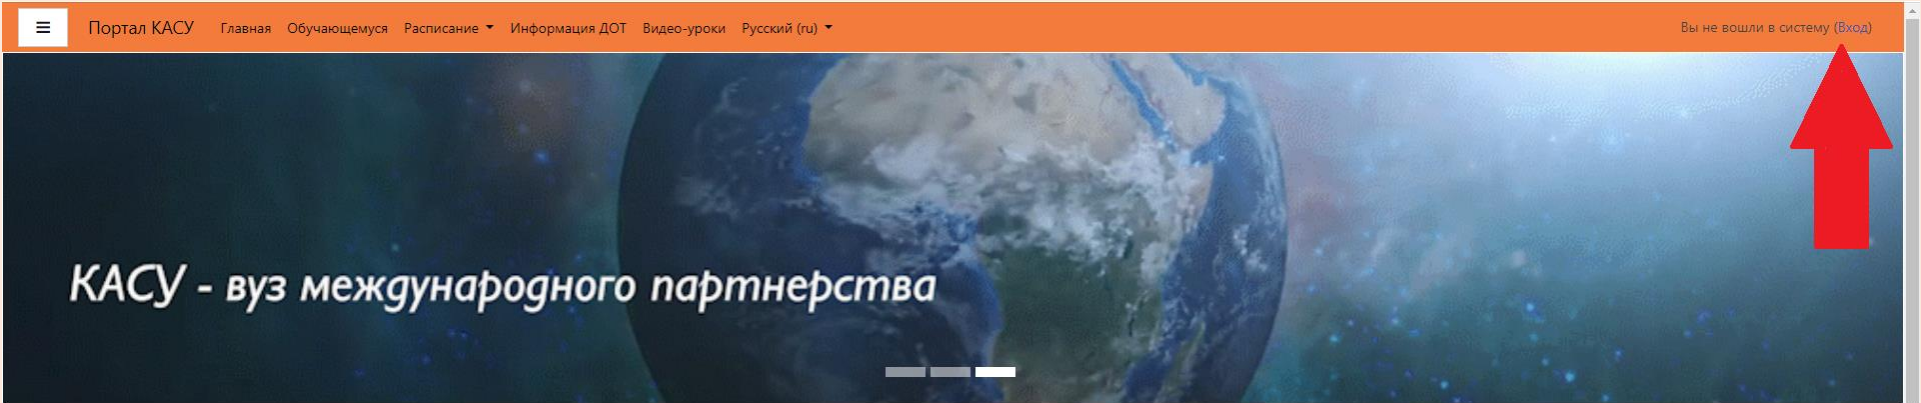 Портал КАСУ Главная Обучающемуся Расписание Информация ДОТ Видео-уроки Русский (ru) Вы не вошли в систему (Вход)
КАСУ - вуз международного партнерства